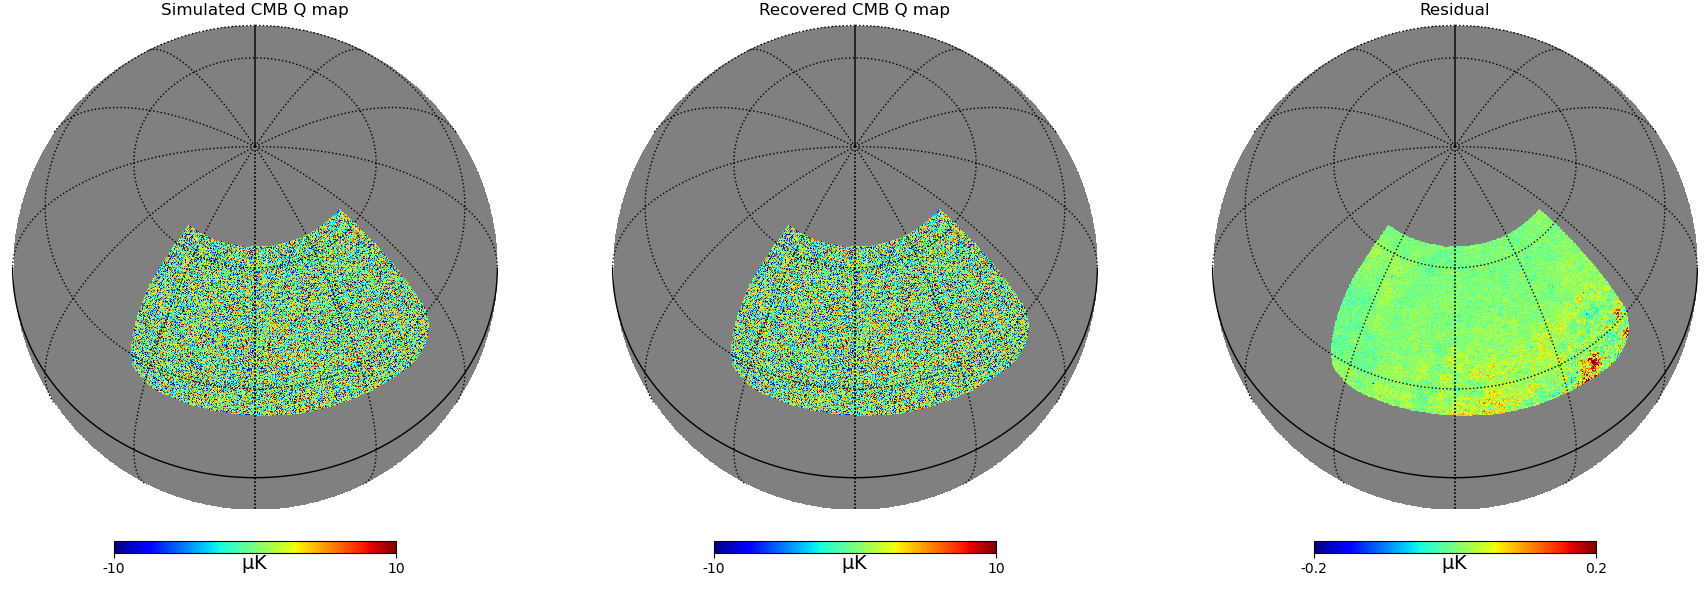 Simulated CMB Q map
Recovered CMB Q map
Residual
-10 μK 10
-10 μK 10
-0.2 μK 0.2